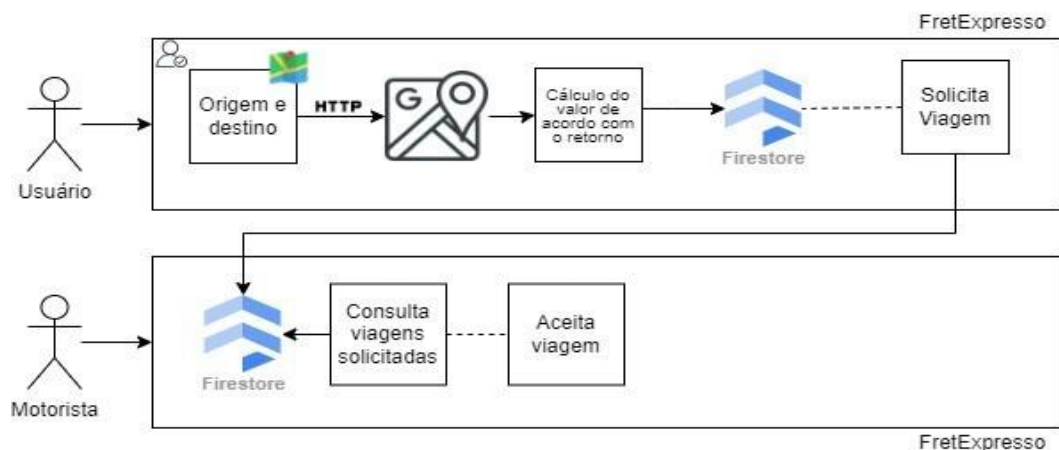 FretExpresso
Origem e
destino
HTTP
G
Cálculo do
valor de
acordo com
o retorno
Firestore
Solicita
Viagem
Usuário
Firestore
Consulta
viagens
solicitadas
Aceita
viagem
Motorista
FretExpresso